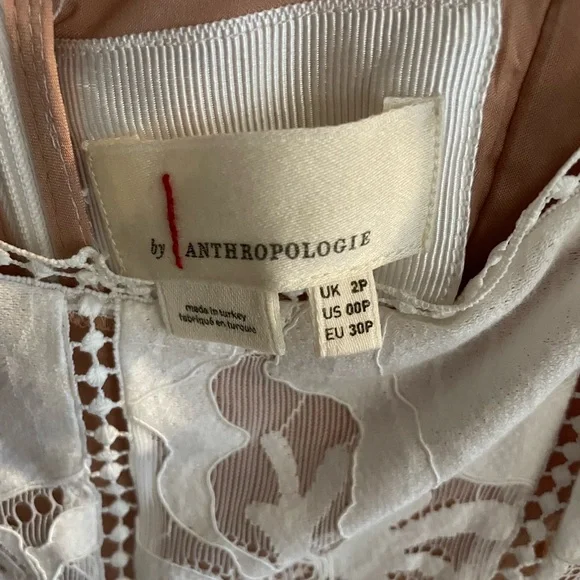 by ANTHROPOLOGIE
made in turkey
fabriqué en turquie
UK 2P
US 00P
EU 30P